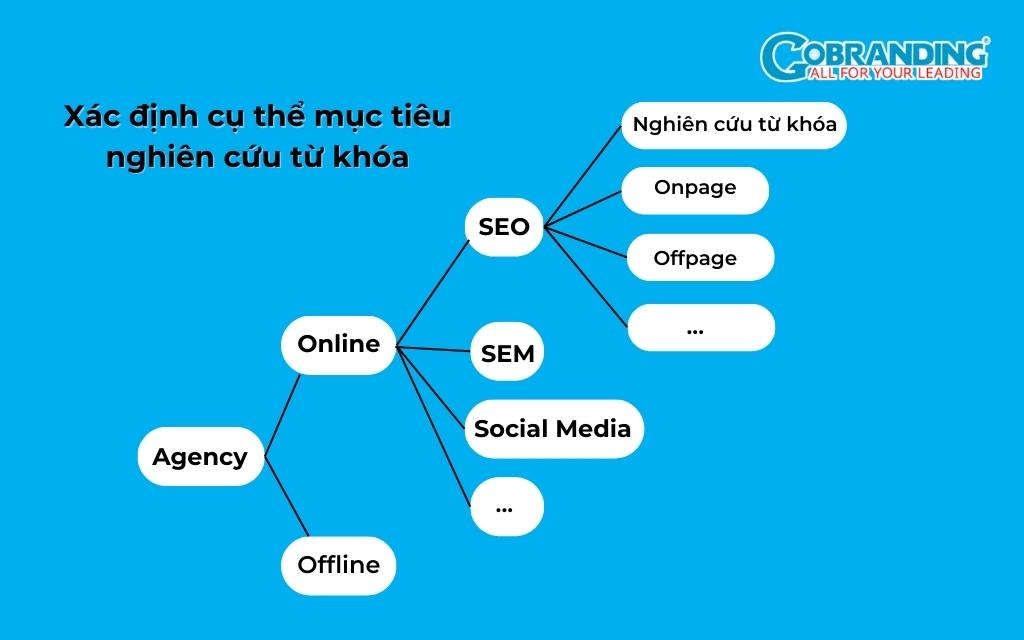 GOBRANDING®
ALL FOR YOUR LEADING
Xác định cụ thể mục tiêu
nghiên cứu từ khóa
Nghiên cứu từ khóa
Onpage
SEO
Offpage
...
Online
SEM
Social Media
Agency
...
Offline